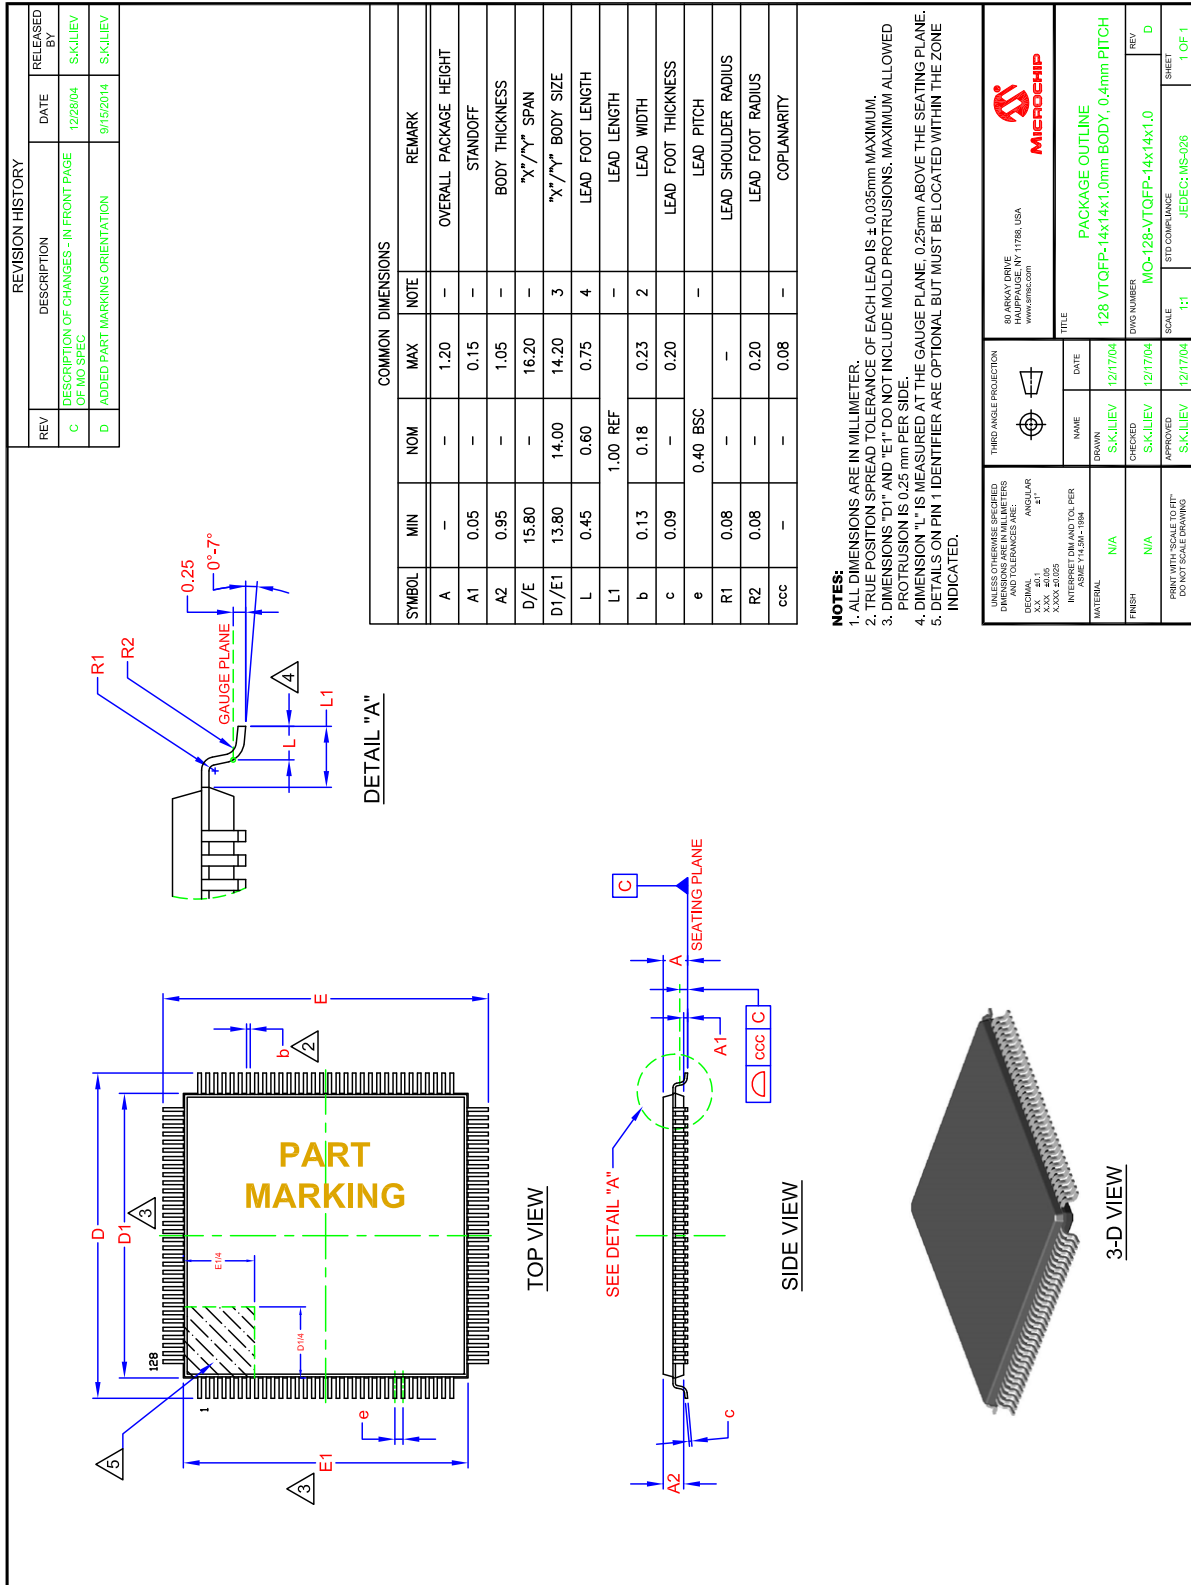 REVISION HISTORY
REV DESCRIPTION DATE RELEASED BY
C DESCRIPTION OF CHANGES - IN FRONT PAGE OF MO SPEC 12/28/04 S.K.ILIEV
D ADDED PART MARKING ORIENTATION 9/15/2014 S.K.ILIEV
D
D1
3
E
b
2
128
1
E1/4
D1/4
PART
MARKING
5
e
E1
3
TOP VIEW
R1
R2
GAUGE PLANE
0.25
0°-7°
4
L
L1
DETAIL "A"
SEE DETAIL "A"
C
SEATING PLANE
A
A1
ccc C
A2
c
SIDE VIEW
3-D VIEW
COMMON DIMENSIONS
SYMBOL MIN NOM MAX NOTE REMARK
A - - 1.20 - OVERALL PACKAGE HEIGHT
A1 0.05 - 0.15 - STANDOFF
A2 0.95 - 1.05 - BODY THICKNESS
D/E 15.80 - 16.20 - "X"/"Y" SPAN
D1/E1 13.80 14.00 14.20 3 "X"/"Y" BODY SIZE
L 0.45 0.60 0.75 4 LEAD FOOT LENGTH
L1 1.00 REF - LEAD LENGTH
b 0.13 0.18 0.23 2 LEAD WIDTH
c 0.09 - 0.20 - LEAD FOOT THICKNESS
e 0.40 BSC - LEAD PITCH
R1 0.08 - - - LEAD SHOULDER RADIUS
R2 0.08 - 0.20 - LEAD FOOT RADIUS
ccc - - 0.08 - COPLANARITY
NOTES:
1. ALL DIMENSIONS ARE IN MILLIMETER.
2. TRUE POSITION SPREAD TOLERANCE OF EACH LEAD IS ± 0.035mm MAXIMUM.
3. DIMENSIONS "D1" AND "E1" DO NOT INCLUDE MOLD PROTRUSIONS. MAXIMUM ALLOWED
PROTRUSION IS 0.25 mm PER SIDE.
4. DIMENSION "L" IS MEASURED AT THE GAUGE PLANE, 0.25mm ABOVE THE SEATING PLANE.
5. DETAILS ON PIN 1 IDENTIFIER ARE OPTIONAL BUT MUST BE LOCATED WITHIN THE ZONE
INDICATED.
UNLESS OTHERWISE SPECIFIED
DIMENSIONS ARE IN MILLIMETERS
AND TOLERANCES ARE:
DECIMAL ANGULAR
X.X ±0.1 ±1°
X.XX ±0.05
X.XXX ±0.025
INTERPRET DIM AND TOL PER
ASME Y14.5M - 1994
MATERIAL
N/A
FINISH
N/A
PRINT WITH "SCALE TO FIT"
DO NOT SCALE DRAWING
THIRD ANGLE PROJECTION
NAME DATE
DRAWN
S.K.ILIEV 12/17/04
CHECKED
S.K.ILIEV 12/17/04
APPROVED
S.K.ILIEV 12/17/04
80 ARKAY DRIVE
HAUPPAUGE, NY 11788, USA
www.smsc.com
MICROCHIP
TITLE
PACKAGE OUTLINE
128 VTQFP-14x14x1.0mm BODY, 0.4mm PITCH
DWG NUMBER
MO-128-VTQFP-14x14x1.0
REV
D
SCALE
1:1
STD COMPLIANCE
JEDEC: MS-026
SHEET
1 OF 1